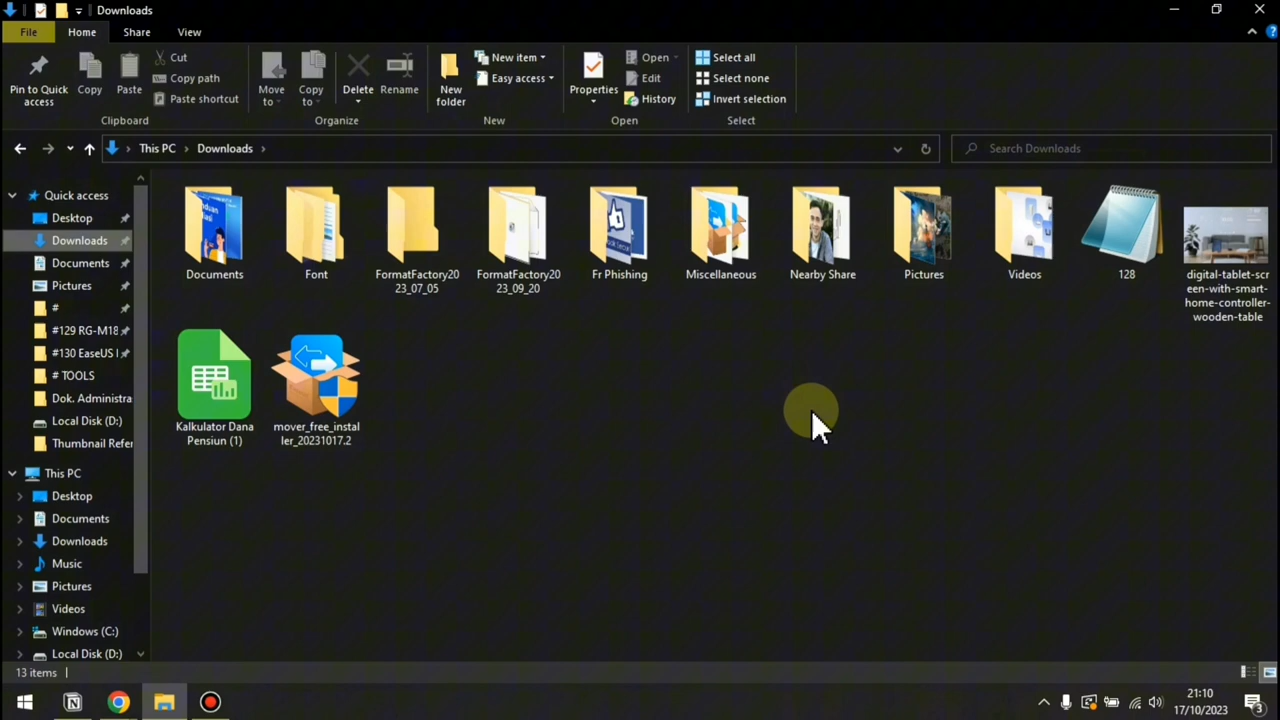 Downloads
File
Home
Share
View
Pin to Quick
access
Copy
Paste
Cut
Copy path
Paste shortcut
Clipboard
Move
to
Copy
to
Delete
Rename
Organize
New
folder
New item
Easy access
New
Properties
Open
Edit
History
Open
Select all
Select none
Invert selection
Select
This PC
Downloads
Search Downloads
Quick access
Desktop
Downloads
Documents
Pictures
#
#129 RG-M18
#130 EaseUS
# TOOLS
Dok. Administra
Local Disk (D:)
Thumbnail Refer
This PC
Desktop
Documents
Downloads
Music
Pictures
Videos
Windows (C:)
Local Disk (D:)
Documents
Font
FormatFactory20
23_07_05
FormatFactory20
23_09_20
Fr Phishing
Miscellaneous
Nearby Share
Pictures
Videos
128
digital-tablet-scr
een-with-smart-
home-controller-
wooden-table
Kalkulator Dana
Pensiun (1)
mover_free_instal
ler_20231017.2
13 items
21:10
17/10/2023
3